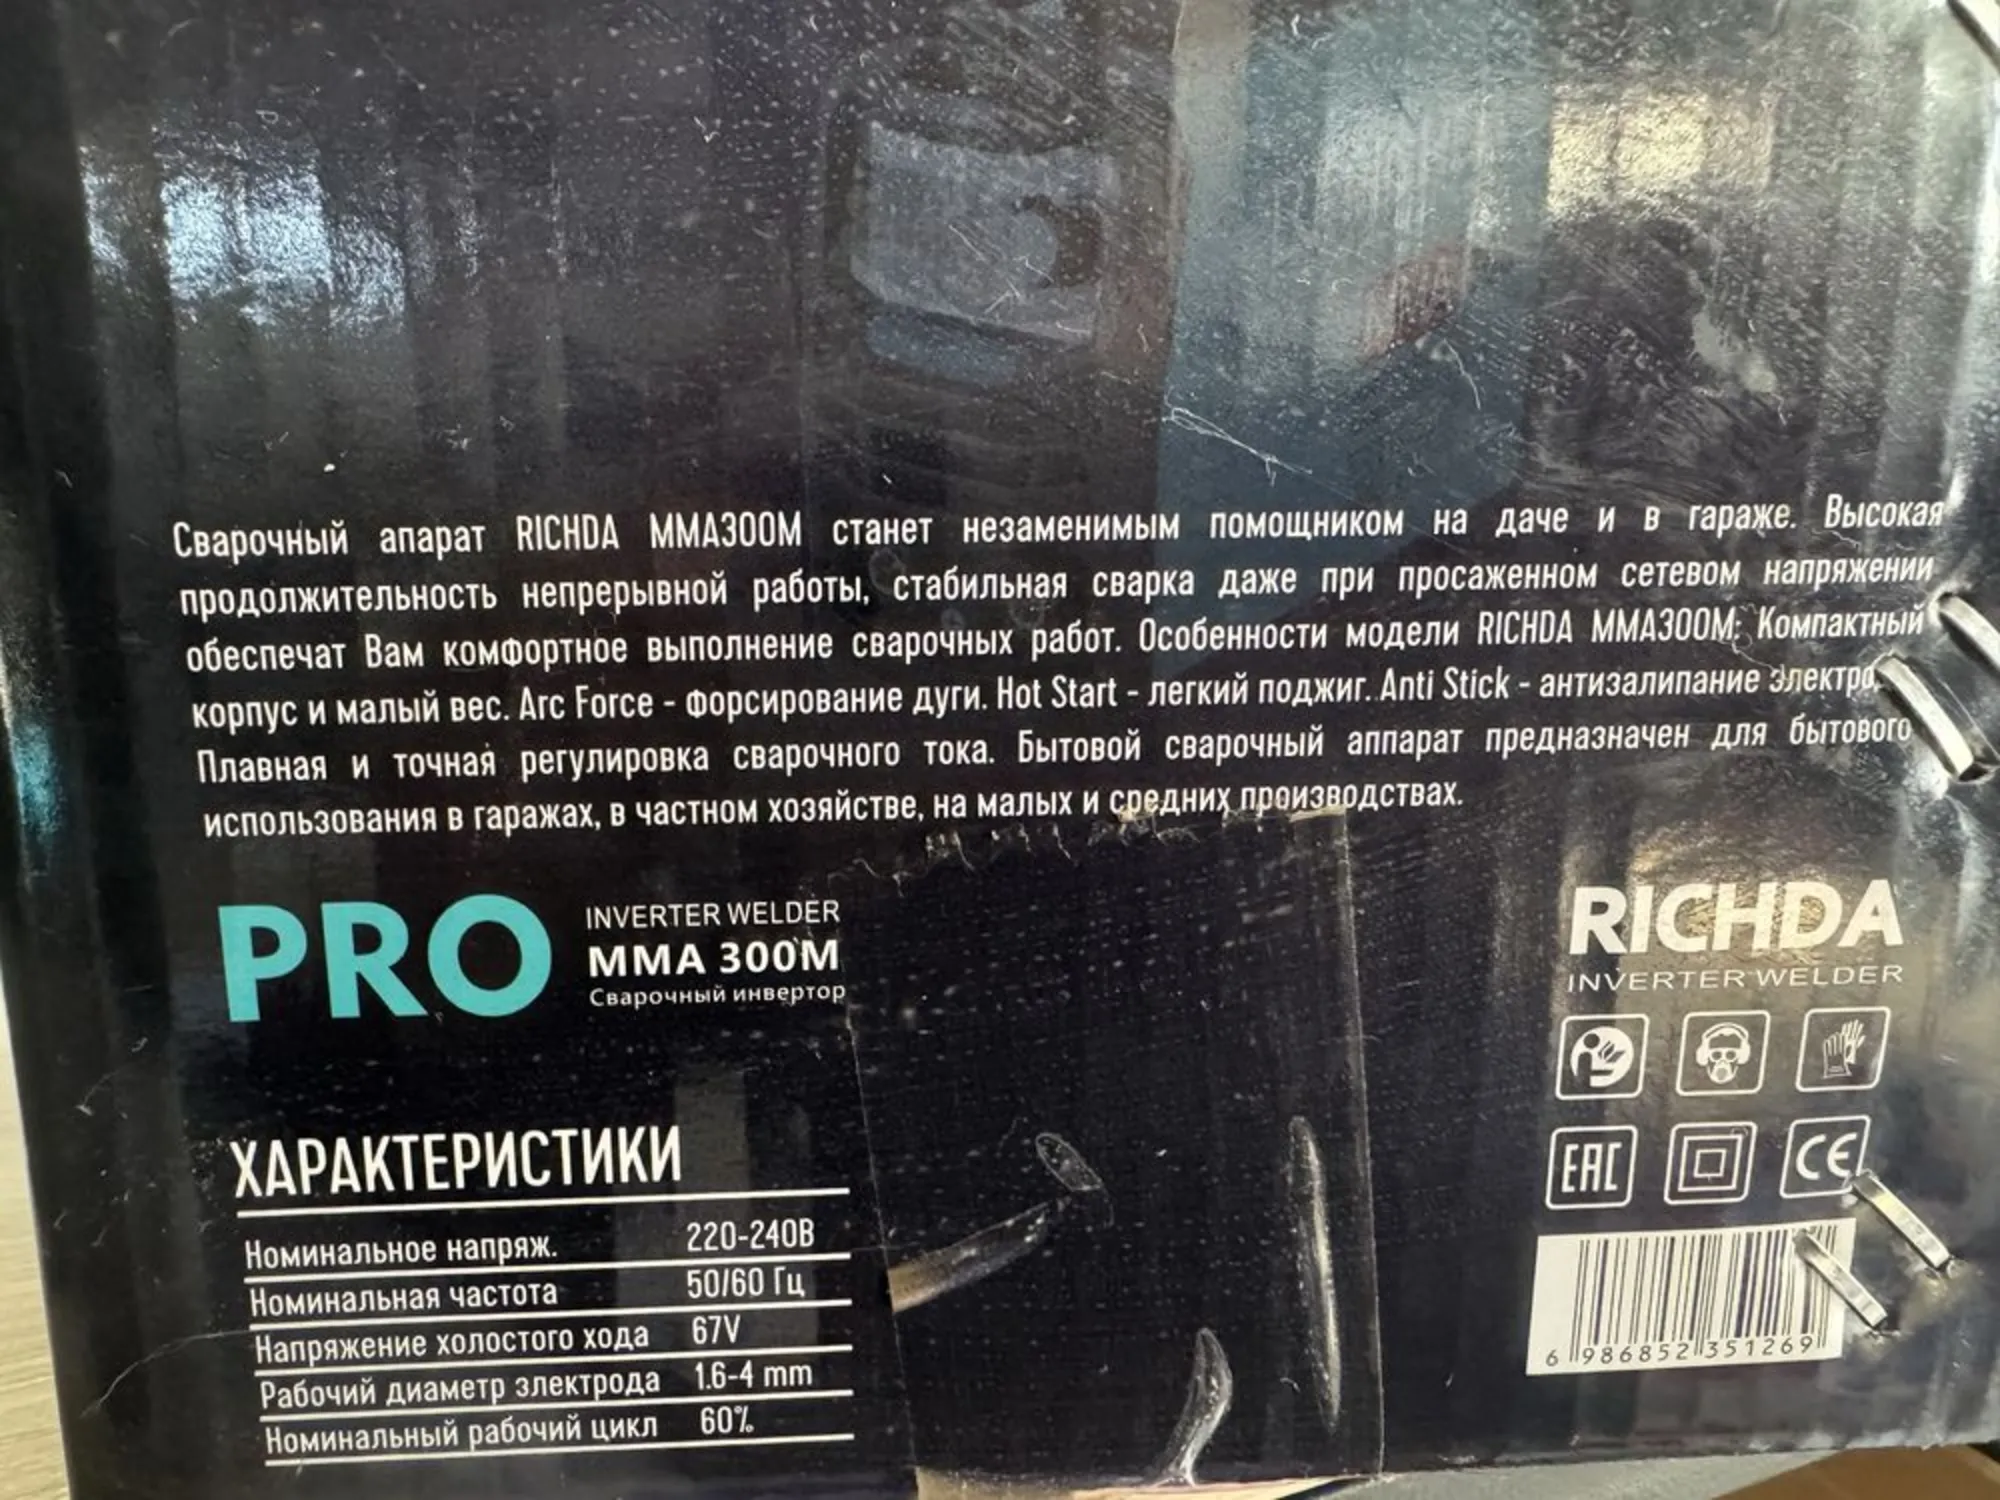 Сварочный апарат RICHDA MMA300M станет незаменимым помощником на даче и в гараже. Высокая
продолжительность непрерывной работы, стабильная сварка даже при просаженном сетевом напряжении
обеспечат Вам комфортное выполнение сварочных работ. Особенности модели RICHDA MMA300M: Компактный
корпус и малый вес. Arc Force - форсирование дуги. Hot Start - легкий поджиг. Anti Stick - антизалипание
Плавная и точная регулировка сварочного тока. Бытовой сварочный аппарат предназначен для бытового
использования в гаражах, в частном хозяйстве, на малых и средних производствах.
PRO
INVERTER WELDER
MMA 300M
Сварочный инвертор
RICHDA
INVERTER WELDER
EAC
CE
6 986852 351269
ХАРАКТЕРИСТИКИ
Номинальное напряж. 220-240В
Номинальная частота 50/60 Гц
Напряжение холостого хода 67V
Рабочий диаметр электрода 1.6-4 mm
Номинальный рабочий цикл 60%